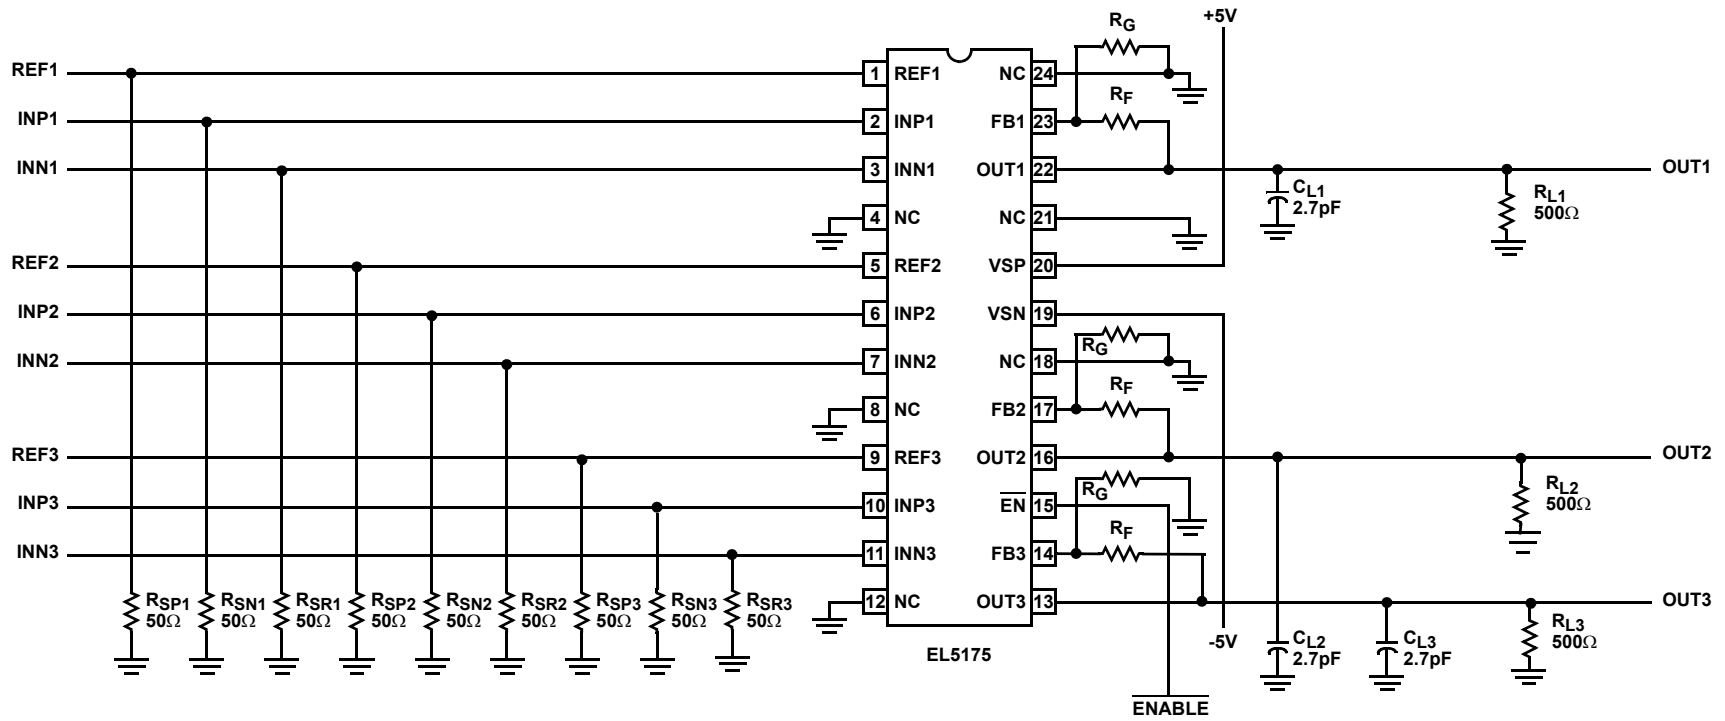 RG
+5V
REF1
1 REF1
NC 24
RF
INP1
2 INP1
FB1 23
INN1
3 INN1
OUT1 22
OUT1
CL1
2.7pF
RL1
500Ω
4 NC
NC 21
REF2
5 REF2
VSP 20
INP2
6 INP2
VSN 19
RG
INN2
7 INN2
NC 18
RF
8 NC
FB2 17
REF3
9 REF3
OUT2 16
OUT2
RG
RL2
500Ω
INP3
10 INP3
EN 15
RF
INN3
11 INN3
FB3 14
RSP1
50Ω
RSN1
50Ω
RSR1
50Ω
RSP2
50Ω
RSN2
50Ω
RSR2
50Ω
RSP3
50Ω
RSN3
50Ω
RSR3
50Ω
12 NC
OUT3 13
OUT3
-5V
CL2
2.7pF
CL3
2.7pF
RL3
500Ω
EL5175
ENABLE